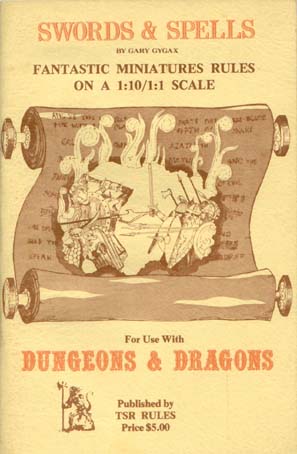 SWORDS & SPELLS
BY GARY GYGAX
FANTASTIC MINIATURES RULES
ON A 1:10/1:1 SCALE
For Use With
DUNGEONS & DRAGONS
Published by
TSR RULES
Price $5.00